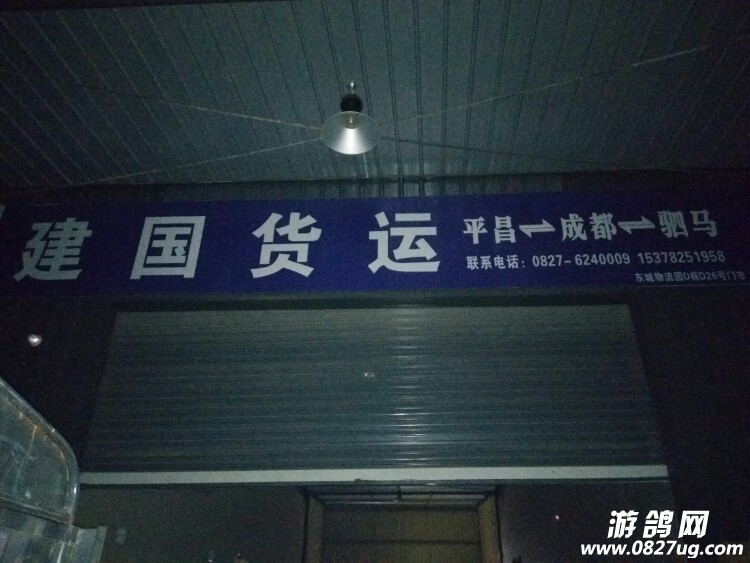 建国货运
平昌⇌成都⇌驷马
联系电话：0827-6240009 15378251958
东城物流园D栋D26号门市
游鸽网
www.0827ug.com